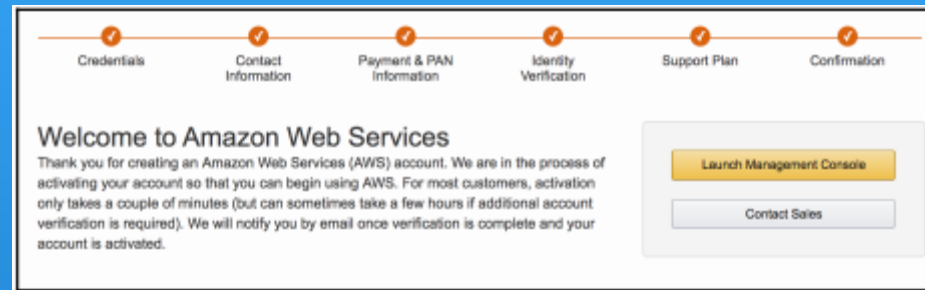 Credentials
Contact
Information
Payment & PAN
Information
Identity
Verification
Support Plan
Confirmation
Welcome to Amazon Web Services
Thank you for creating an Amazon Web Services (AWS) account. We are in the process of
activating your account so that you can begin using AWS. For most customers, activation
only takes a couple of minutes (but can sometimes take a few hours if additional account
verification is required). We will notify you by email once verification is complete and your
account is activated.
Launch Management Console
Contact Sales